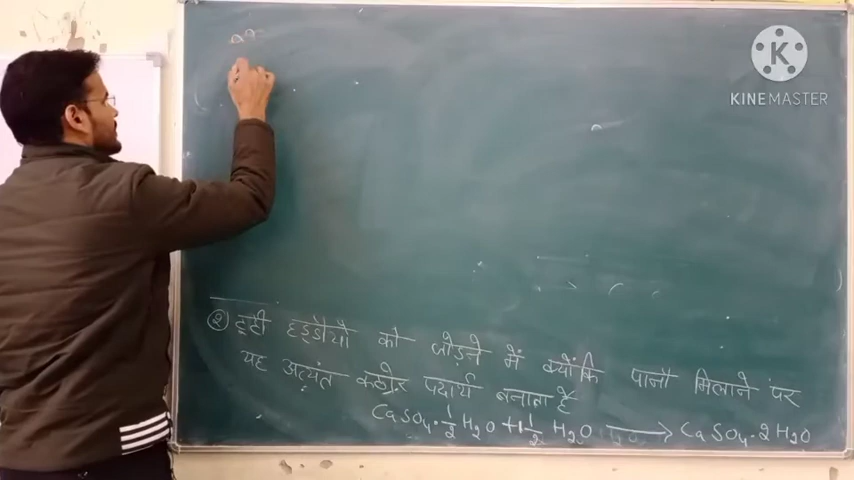 K
KINEMASTER
② टूटी हड्डीयों को जोड़ने में क्योंकि पानी मिलाने पर
यह अत्यंत कठोर पदार्थ बनाता है
CaSO₄·½H₂O + 1½ H₂O ⟶ CaSO₄·2H₂O